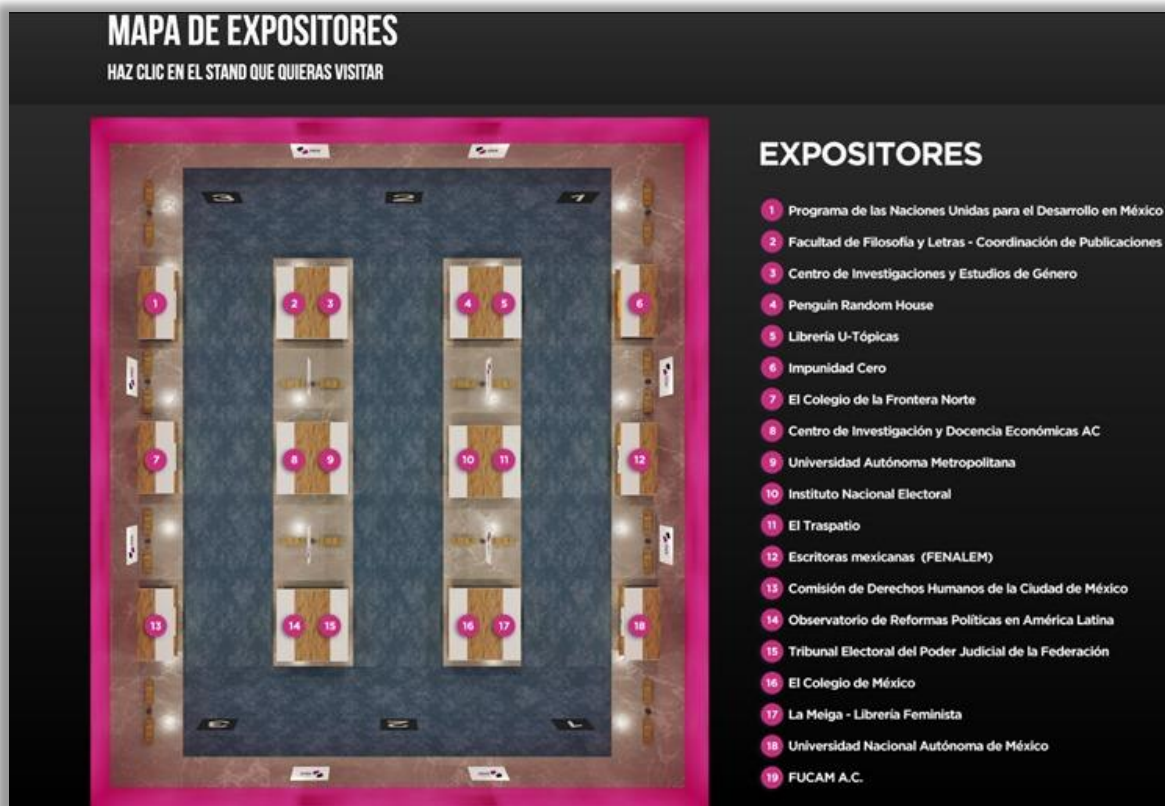 MAPA DE EXPOSITORES
HAZ CLIC EN EL STAND QUE QUIERAS VISITAR
3 2 1
1 2 3 4 5 6
7 8 9 10 11 12
13 14 15 16 17 18
3 2 1
EXPOSITORES
1 Programa de las Naciones Unidas para el Desarrollo en México
2 Facultad de Filosofía y Letras - Coordinación de Publicaciones
3 Centro de Investigaciones y Estudios de Género
4 Penguin Random House
5 Librería U-Tópicas
6 Impunidad Cero
7 El Colegio de la Frontera Norte
8 Centro de Investigación y Docencia Económicas AC
9 Universidad Autónoma Metropolitana
10 Instituto Nacional Electoral
11 El Traspatio
12 Escritoras mexicanas (FENALEM)
13 Comisión de Derechos Humanos de la Ciudad de México
14 Observatorio de Reformas Políticas en América Latina
15 Tribunal Electoral del Poder Judicial de la Federación
16 El Colegio de México
17 La Meiga - Librería Feminista
18 Universidad Nacional Autónoma de México
19 FUCAM A.C.